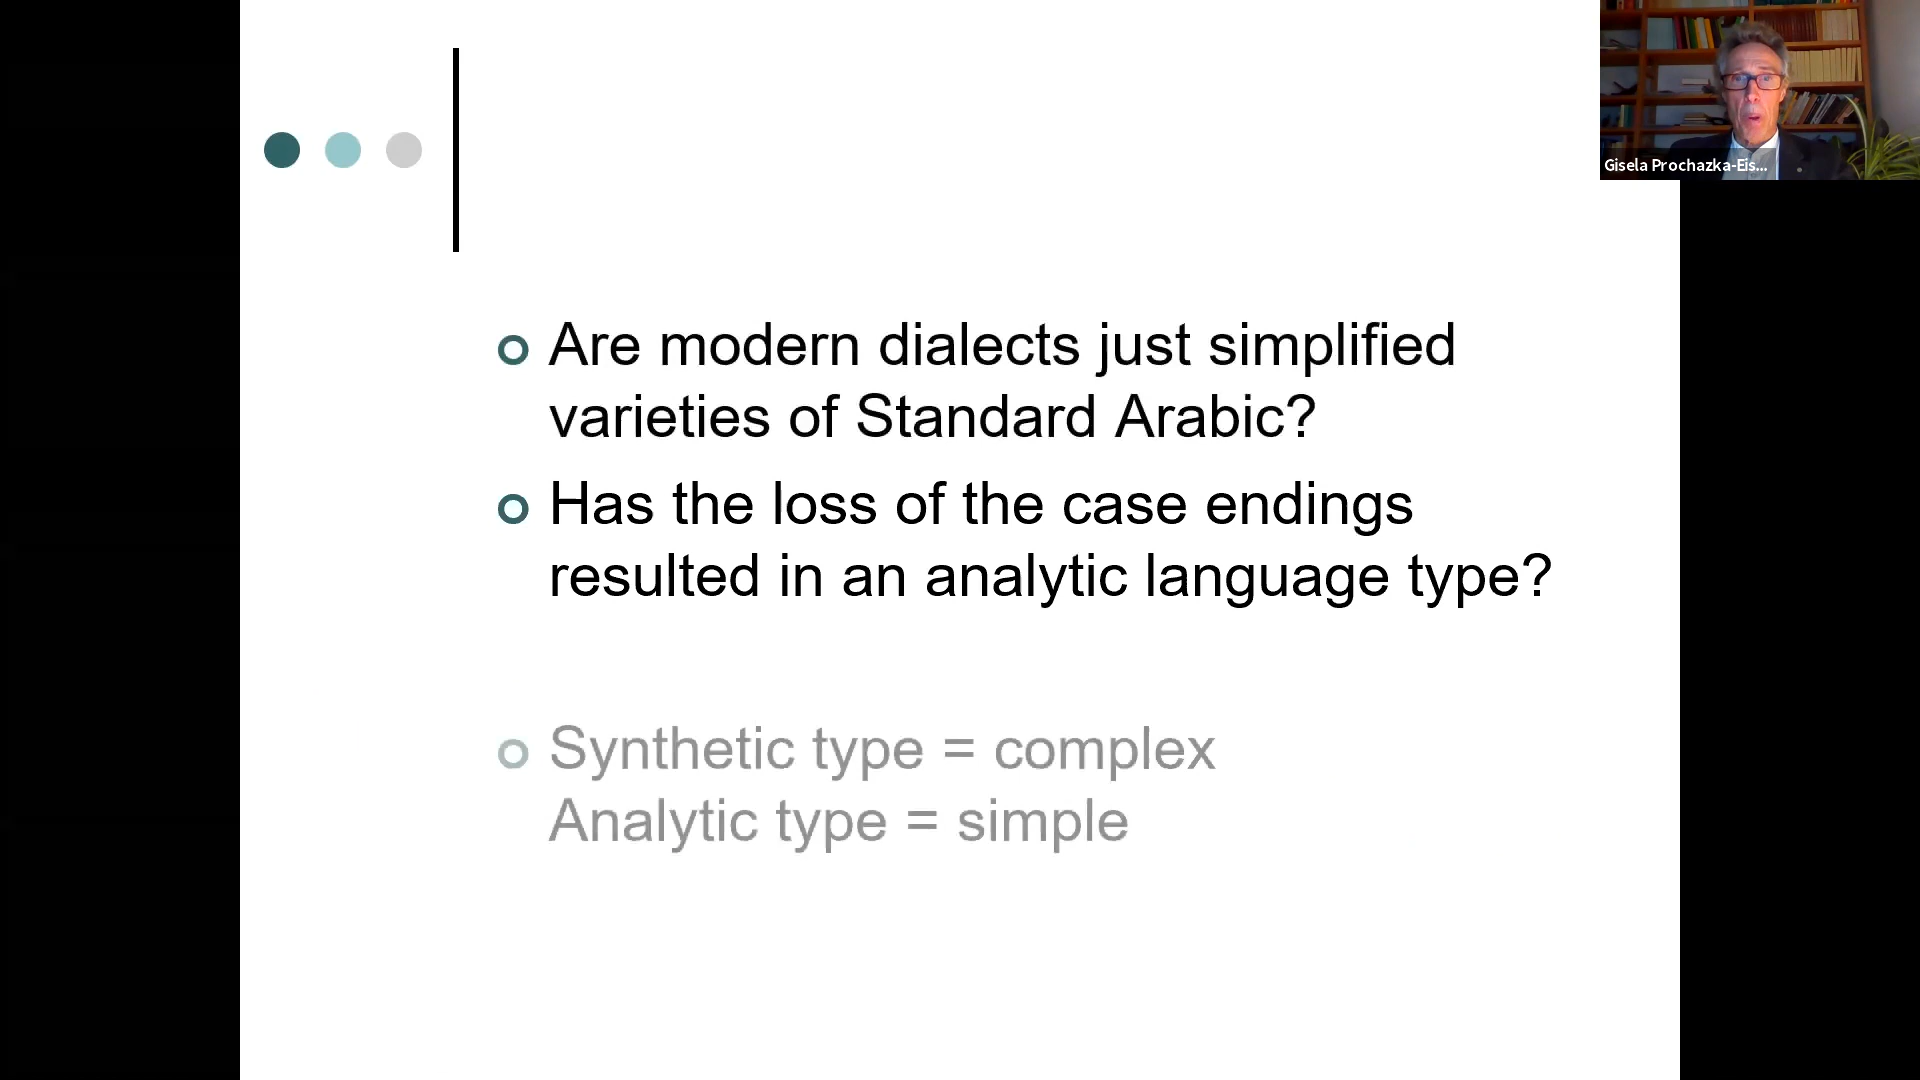 Gisela Prochazka-Eis...
Are modern dialects just simplified
varieties of Standard Arabic?
Has the loss of the case endings
resulted in an analytic language type?
Synthetic type = complex
Analytic type = simple